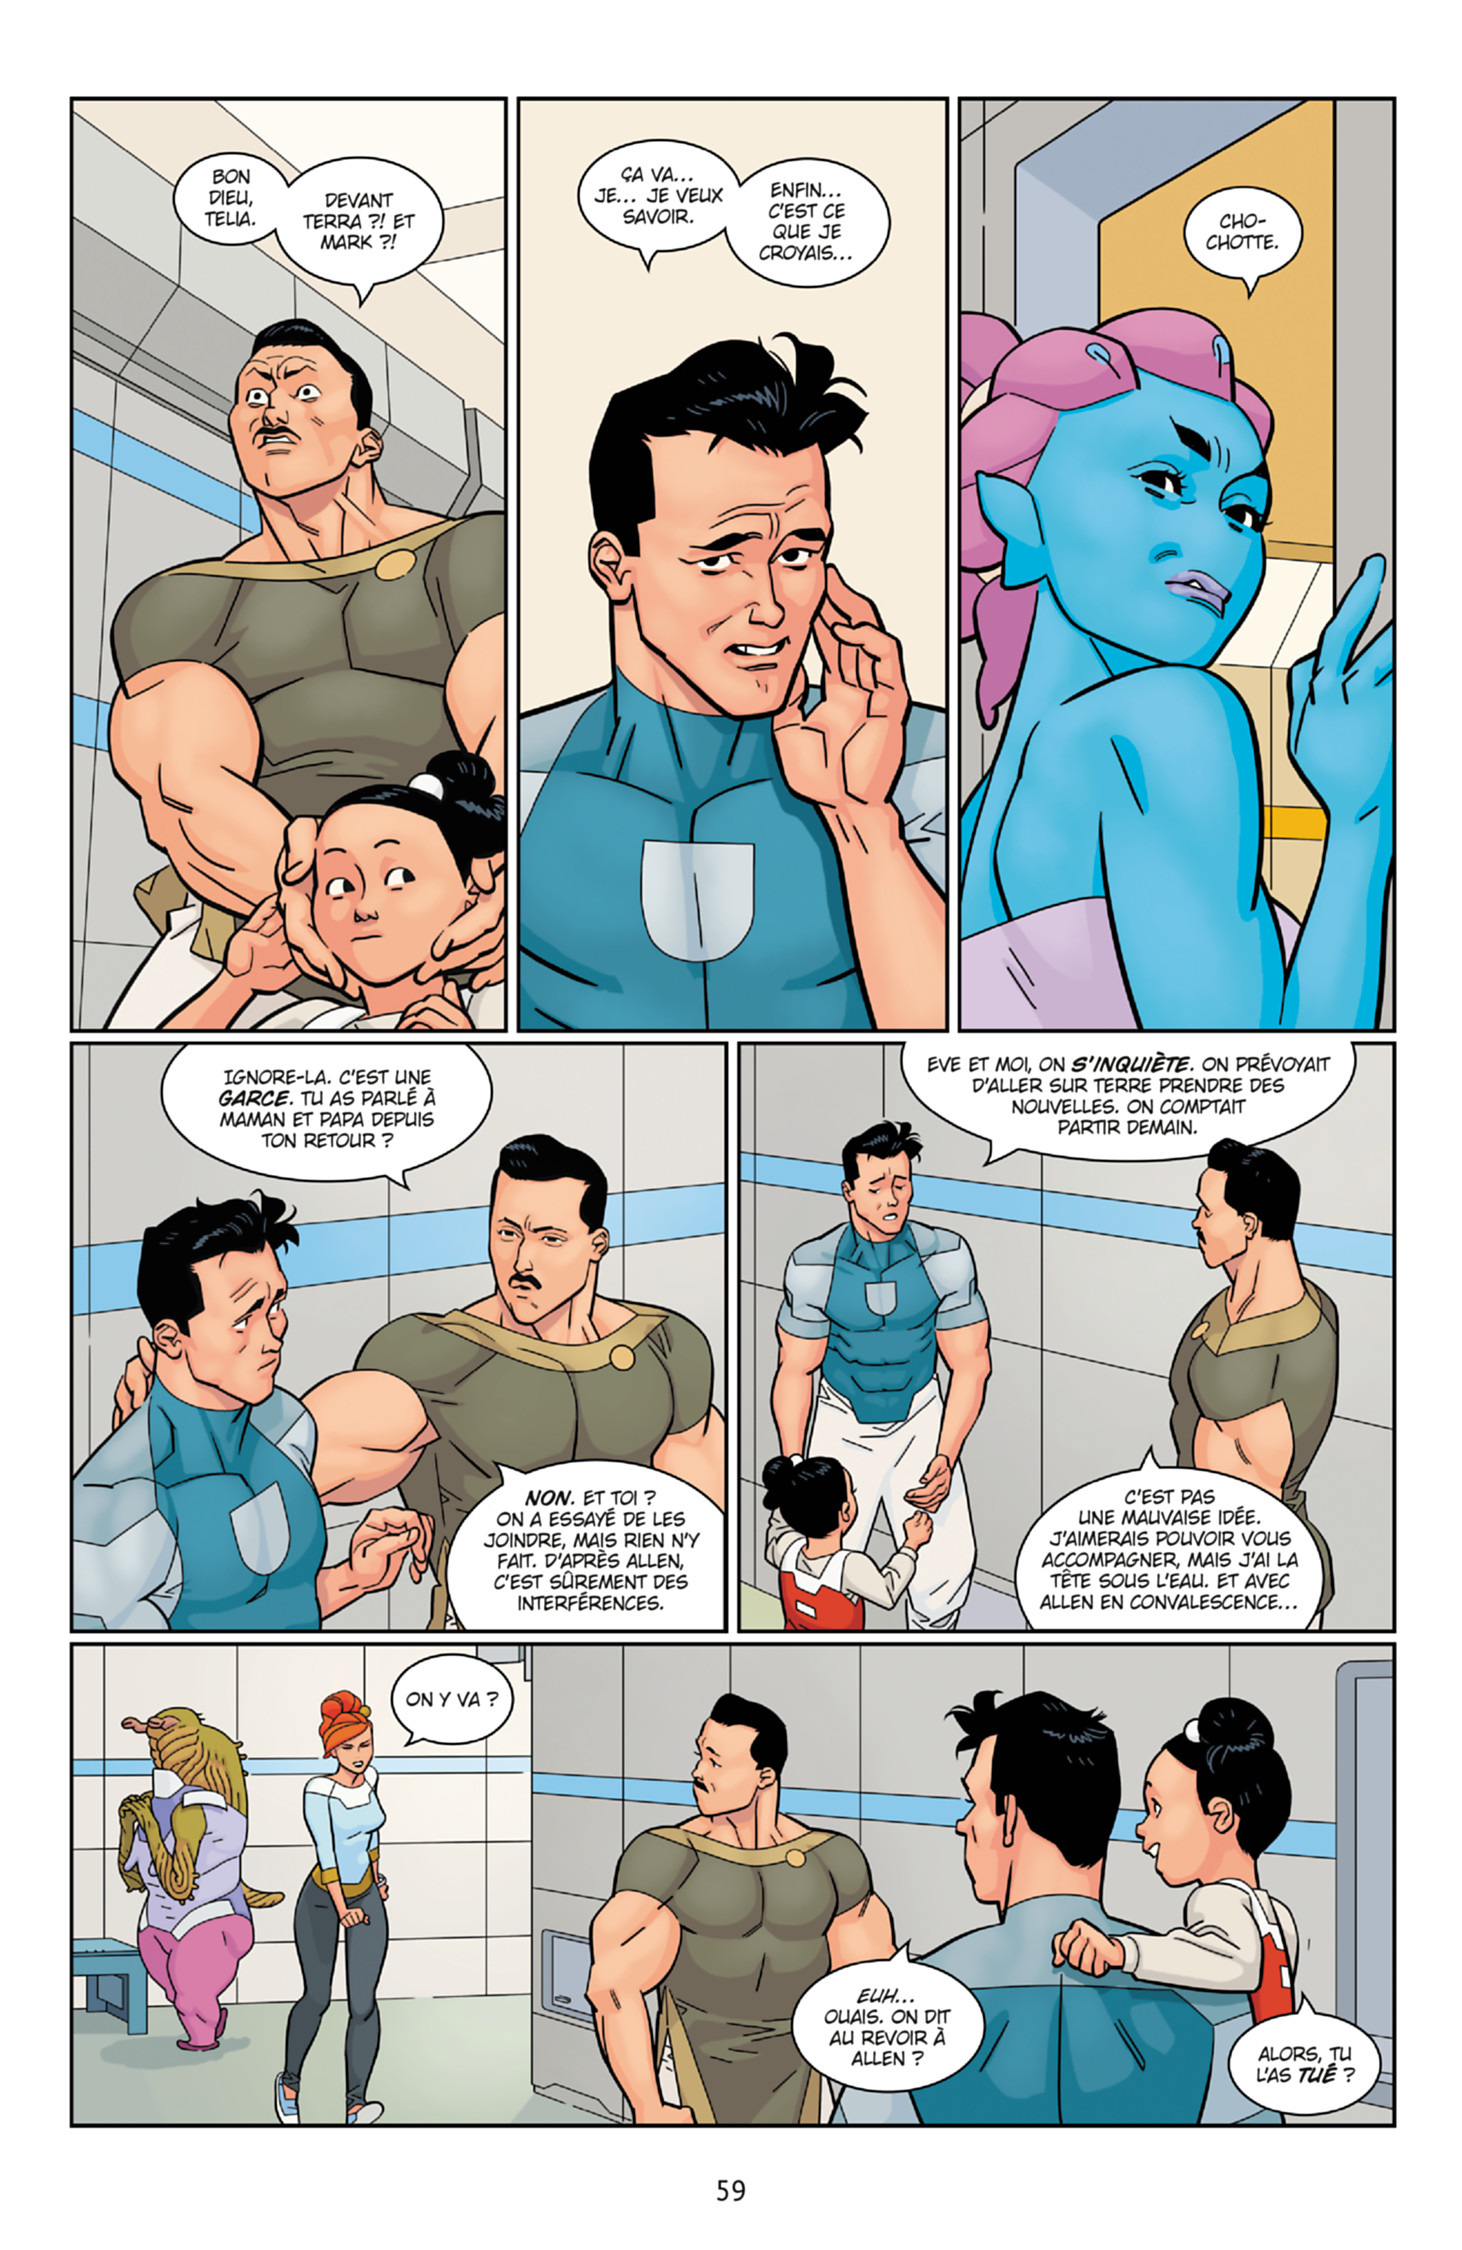 BON
DIEU,
TELIA.
DEVANT
TERRA ?! ET
MARK ?!
ÇA VA...
JE... JE VEUX
SAVOIR.
ENFIN...
C'EST CE
QUE JE
CROYAIS...
CHO-
CHOTTE.
IGNORE-LA. C'EST UNE
GARCE. TU AS PARLÉ À
MAMAN ET PAPA DEPUIS
TON RETOUR ?
NON. ET TOI ?
ON A ESSAYÉ DE LES
JOINDRE, MAIS RIEN N'Y
FAIT. D'APRÈS ALLEN,
C'EST SÛREMENT DES
INTERFÉRENCES.
EVE ET MOI, ON S'INQUIÈTE. ON PRÉVOYAIT
D'ALLER SUR TERRE PRENDRE DES
NOUVELLES. ON COMPTAIT
PARTIR DEMAIN.
C'EST PAS
UNE MAUVAISE IDÉE.
J'AIMERAIS POUVOIR VOUS
ACCOMPAGNER, MAIS J'AI LA
TÊTE SOUS L'EAU. ET AVEC
ALLEN EN CONVALESCENCE...
ON Y VA ?
EUH...
OUAIS. ON DIT
AU REVOIR À
ALLEN ?
ALORS, TU
L'AS TUÉ ?
59